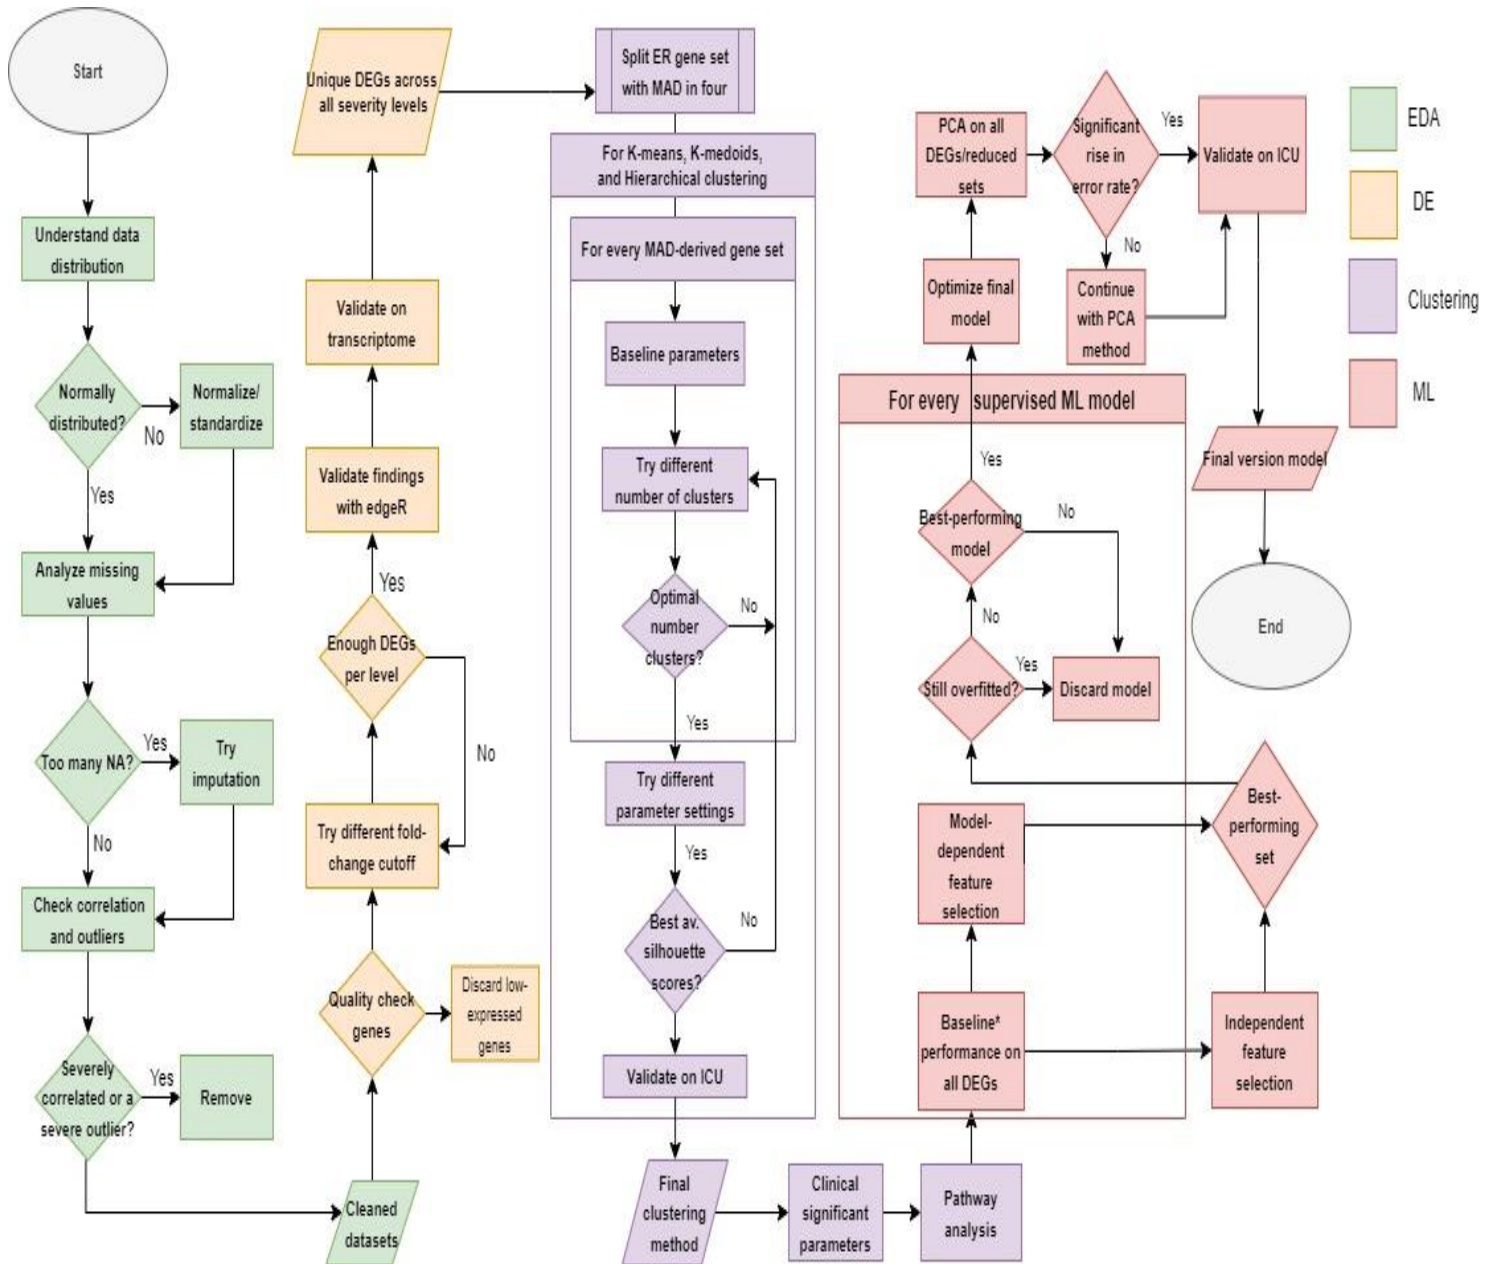 Start
Understand data
distribution
Normally
distributed?
No
Normalize/
standardize
Yes
Analyze missing
values
Too many NA?
Yes
Try
imputation
No
Check correlation
and outliers
Severely
correlated or a
severe outlier?
Yes
Remove
Cleaned
datasets
Quality check
genes
Discard low-
expressed
genes
Try different fold-
change cutoff
Enough DEGs
per level
No
Yes
Validate findings
with edgeR
Validate on
transcriptome
Unique DEGs across
all severity levels
Split ER gene set
with MAD in four
For K-means, K-medoids,
and Hierarchical clustering
For every MAD-derived gene set
Baseline parameters
Try different
number of clusters
Optimal
number
clusters?
No
Yes
Try different
parameter settings
Yes
Best av.
silhouette
scores?
No
Validate on ICU
Final
clustering
method
Clinical
significant
parameters
Pathway
analysis
For every supervised ML model
Baseline*
performance on
all DEGs
Independent
feature
selection
Model-
dependent
feature
selection
Best-
performing
set
Still overfitted?
Yes
Discard model
No
Best-performing
model
No
Yes
Optimize final
model
PCA on all
DEGs/reduced
sets
Significant
rise in
error rate?
Yes
No
Continue
with PCA
method
Validate on ICU
Final version model
End
EDA
DE
Clustering
ML